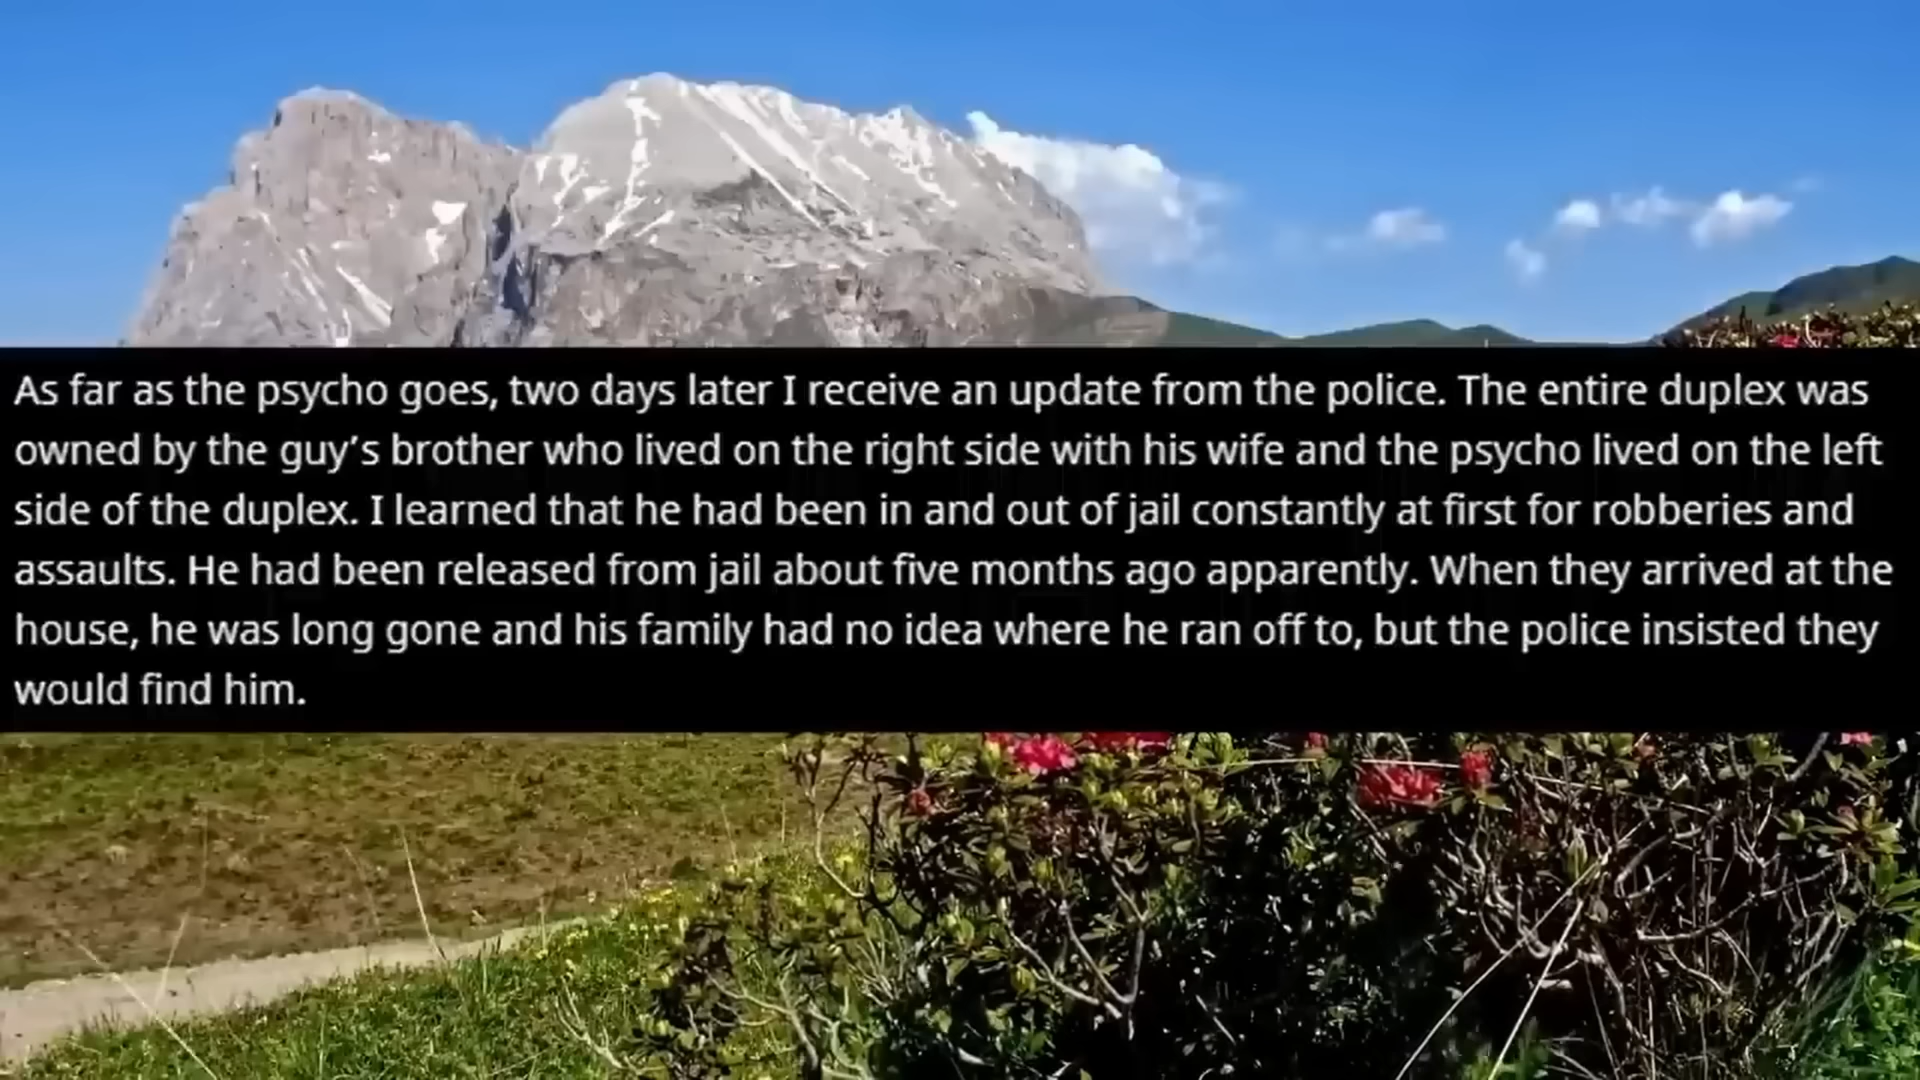 As far as the psycho goes, two days later I receive an update from the police. The entire duplex was
owned by the guy’s brother who lived on the right side with his wife and the psycho lived on the left
side of the duplex. I learned that he had been in and out of jail constantly at first for robberies and
assaults. He had been released from jail about five months ago apparently. When they arrived at the
house, he was long gone and his family had no idea where he ran off to, but the police insisted they
would find him.